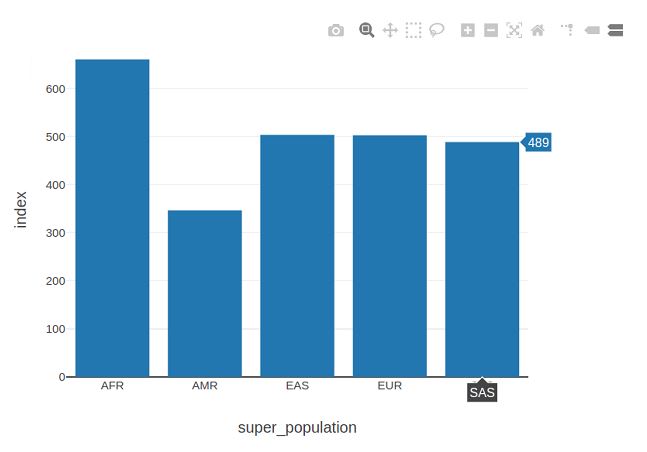 600
500
400
300
200
100
0
index
489
AFR
AMR
EAS
EUR
SAS
super_population